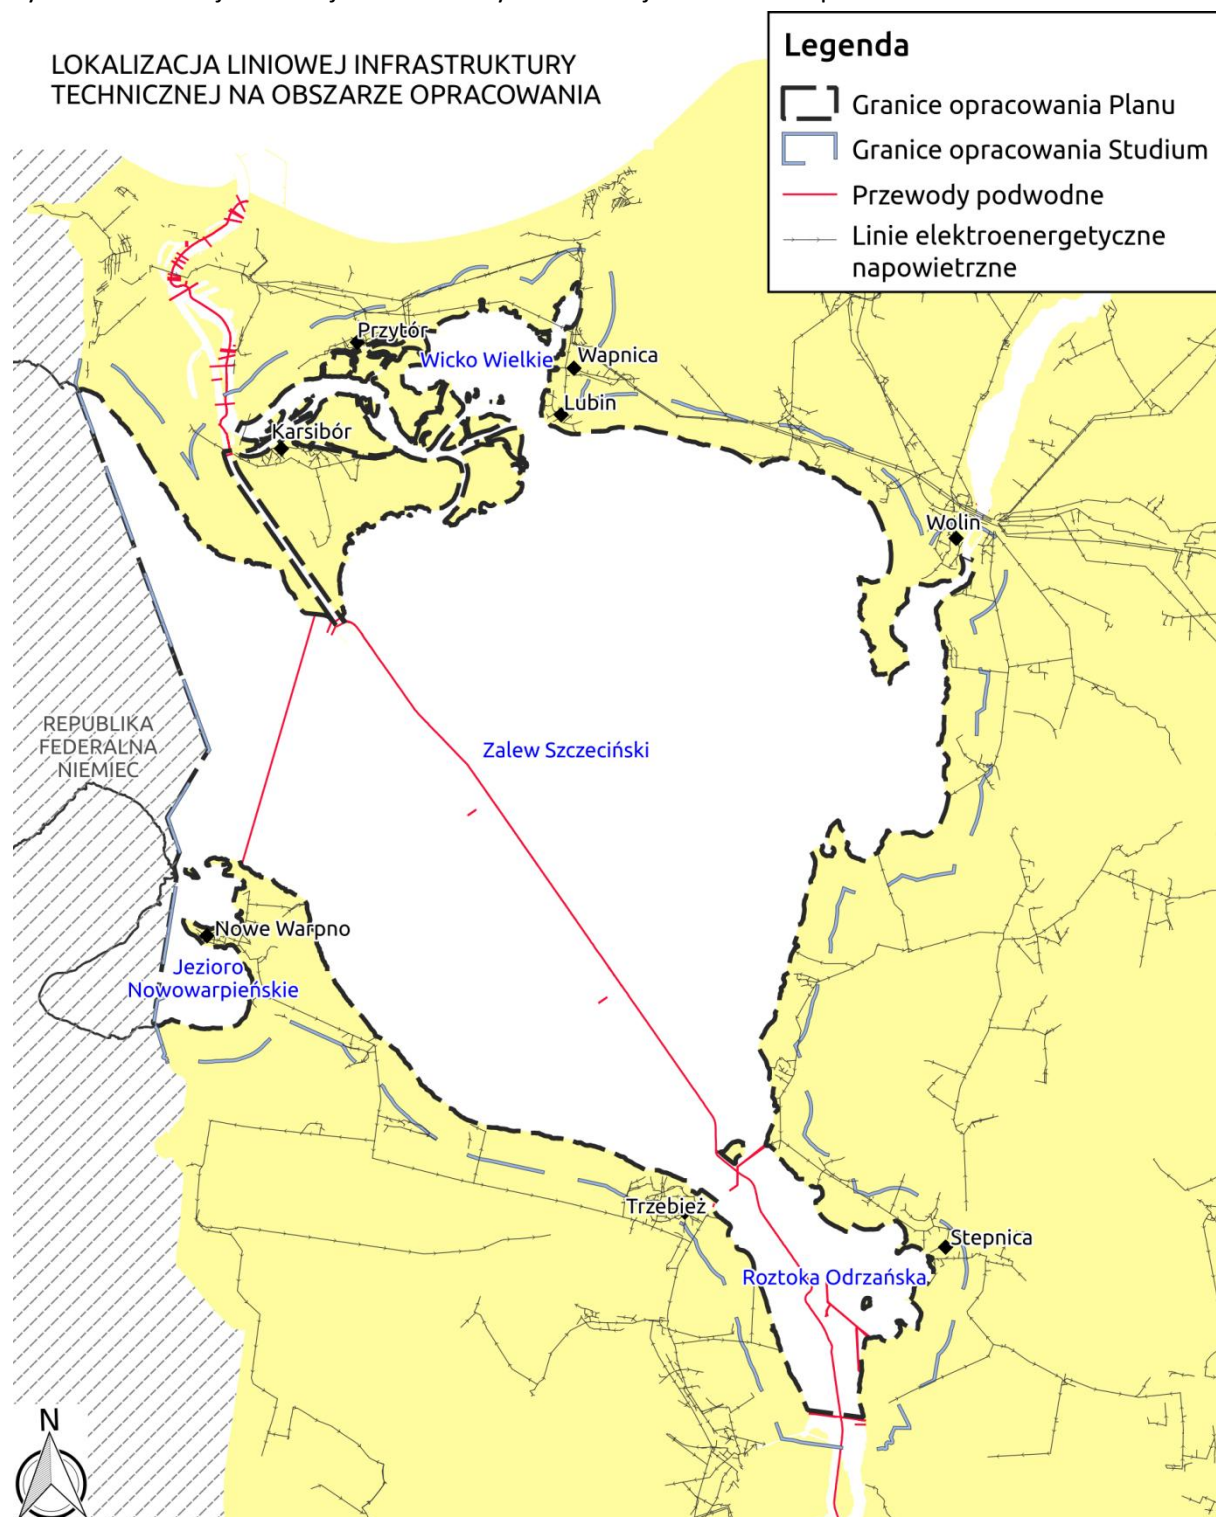 LOKALIZACJA LINIOWEJ INFRASTRUKTURY
TECHNICZNEJ NA OBSZARZE OPRACOWANIA
Legenda
Granice opracowania Planu
Granice opracowania Studium
Przewody podwodne
Linie elektroenergetyczne
napowietrzne
Przytór
Wicko Wielkie
Wapnica
Lubin
Karsibór
Wolin
REPUBLIKA
FEDERALNA
NIEMIEC
Zalew Szczeciński
Nowe Warpno
Jezioro
Nowowarpieńskie
Trzebież
Stepnica
Roztoka Odrzańska
N